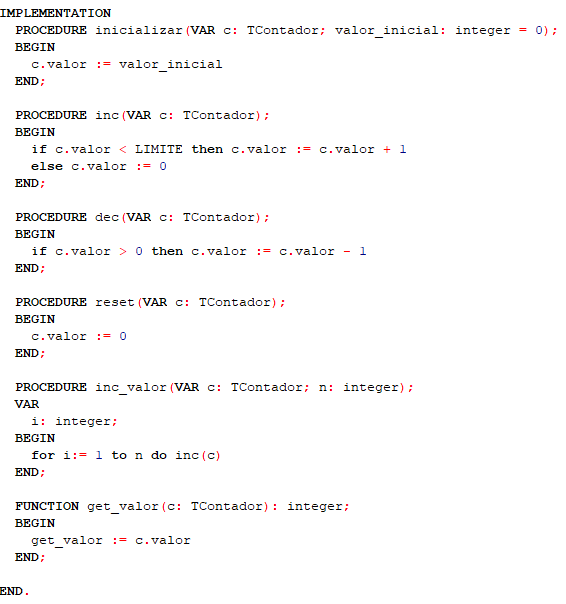 IMPLEMENTATION
  PROCEDURE inicializar(VAR c: TContador; valor_inicial: integer = 0);
  BEGIN
    c.valor := valor_inicial
  END;

  PROCEDURE inc(VAR c: TContador);
  BEGIN
    if c.valor < LIMITE then c.valor := c.valor + 1
    else c.valor := 0
  END;

  PROCEDURE dec(VAR c: TContador);
  BEGIN
    if c.valor > 0 then c.valor := c.valor - 1
  END;

  PROCEDURE reset(VAR c: TContador);
  BEGIN
    c.valor := 0
  END;

  PROCEDURE inc_valor(VAR c: TContador; n: integer);
  VAR
    i: integer;
  BEGIN
    for i:= 1 to n do inc(c)
  END;

  FUNCTION get_valor(c: TContador): integer;
  BEGIN
    get_valor := c.valor
  END;

END.